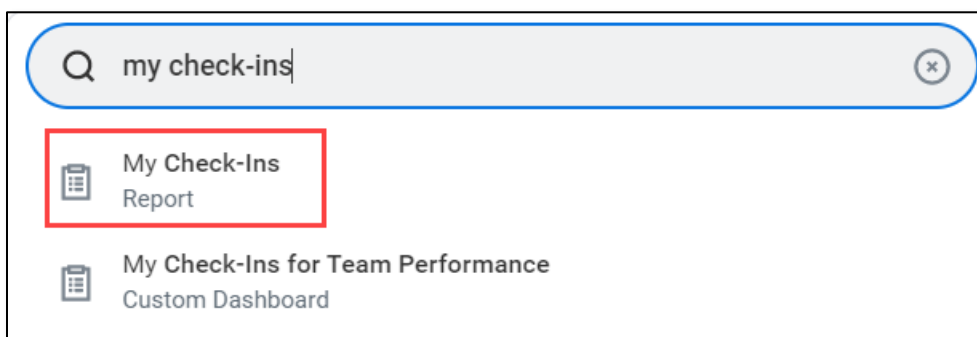 my check-ins
My Check-Ins
Report
My Check-Ins for Team Performance
Custom Dashboard